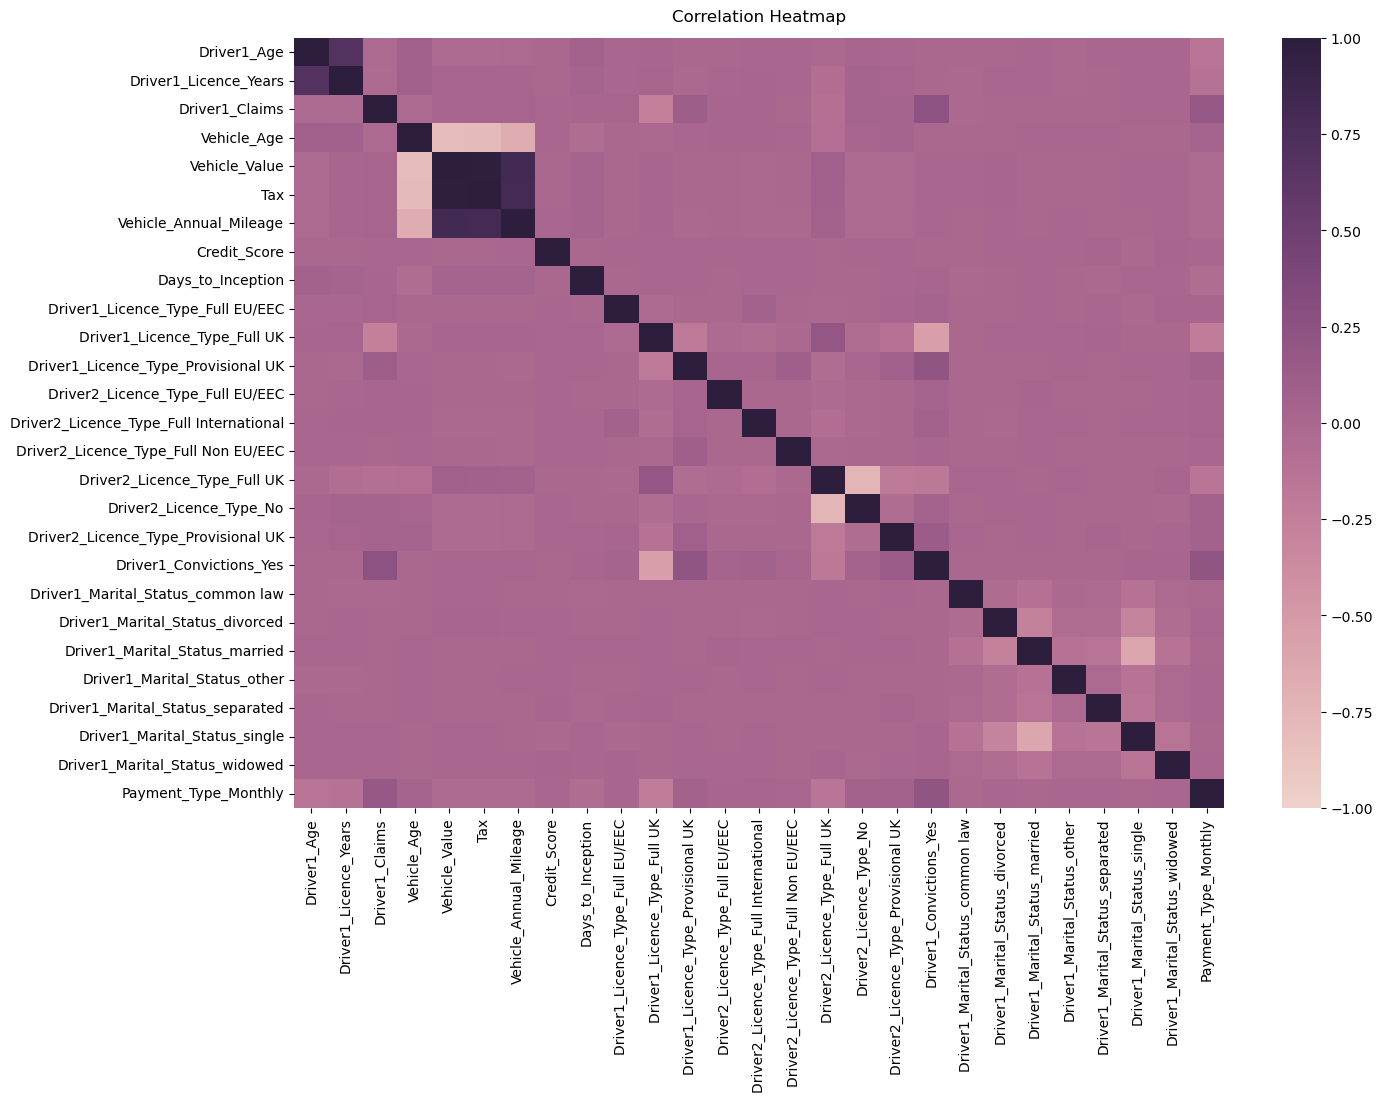 Correlation Heatmap
Driver1_Age
Driver1_Licence_Years
Driver1_Claims
Vehicle_Age
Vehicle_Value
Tax
Vehicle_Annual_Mileage
Credit_Score
Days_to_Inception
Driver1_Licence_Type_Full EU/EEC
Driver1_Licence_Type_Full UK
Driver1_Licence_Type_Provisional UK
Driver2_Licence_Type_Full EU/EEC
Driver2_Licence_Type_Full International
Driver2_Licence_Type_Full Non EU/EEC
Driver2_Licence_Type_Full UK
Driver2_Licence_Type_No
Driver2_Licence_Type_Provisional UK
Driver1_Convictions_Yes
Driver1_Marital_Status_common law
Driver1_Marital_Status_divorced
Driver1_Marital_Status_married
Driver1_Marital_Status_other
Driver1_Marital_Status_separated
Driver1_Marital_Status_single
Driver1_Marital_Status_widowed
Payment_Type_Monthly
Driver1_Age
Driver1_Licence_Years
Driver1_Claims
Vehicle_Age
Vehicle_Value
Tax
Vehicle_Annual_Mileage
Credit_Score
Days_to_Inception
Driver1_Licence_Type_Full EU/EEC
Driver1_Licence_Type_Full UK
Driver1_Licence_Type_Provisional UK
Driver2_Licence_Type_Full EU/EEC
Driver2_Licence_Type_Full International
Driver2_Licence_Type_Full Non EU/EEC
Driver2_Licence_Type_Full UK
Driver2_Licence_Type_No
Driver2_Licence_Type_Provisional UK
Driver1_Convictions_Yes
Driver1_Marital_Status_common law
Driver1_Marital_Status_divorced
Driver1_Marital_Status_married
Driver1_Marital_Status_other
Driver1_Marital_Status_separated
Driver1_Marital_Status_single
Driver1_Marital_Status_widowed
Payment_Type_Monthly
1.00
0.75
0.50
0.25
0.00
−0.25
−0.50
−0.75
−1.00